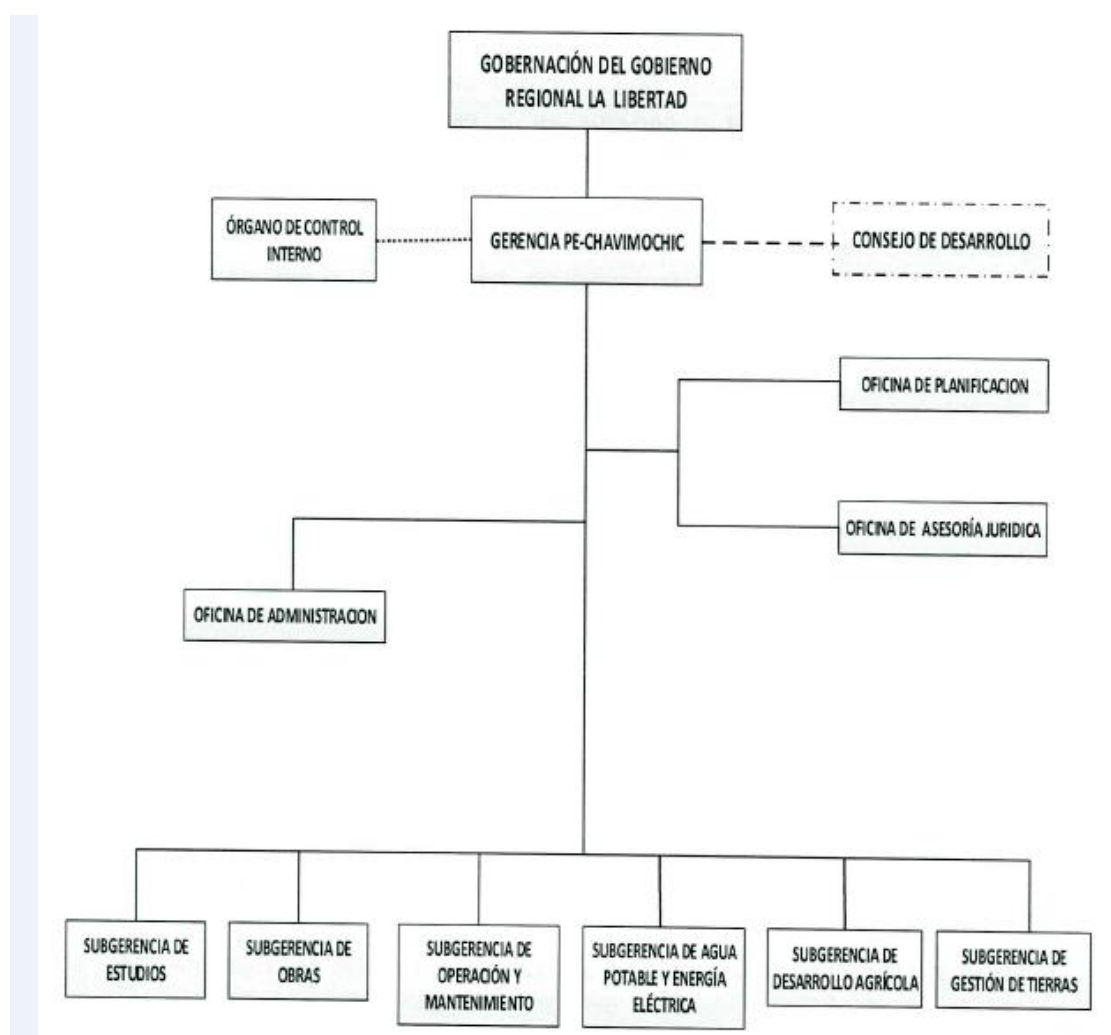 GOBERNACIÓN DEL GOBIERNO
REGIONAL LA LIBERTAD
ÓRGANO DE CONTROL
INTERNO
GERENCIA PE-CHAVIMOCHIC
CONSEJO DE DESARROLLO
OFICINA DE PLANIFICACION
OFICINA DE ASESORÍA JURIDICA
OFICINA DE ADMINISTRACION
SUBGERENCIA DE
ESTUDIOS
SUBGERENCIA DE
OBRAS
SUBGERENCIA DE
OPERACIÓN Y
MANTENIMIENTO
SUBGERENCIA DE AGUA
POTABLE Y ENERGÍA
ELÉCTRICA
SUBGERENCIA DE
DESARROLLO AGRÍCOLA
SUBGERENCIA DE
GESTIÓN DE TIERRAS